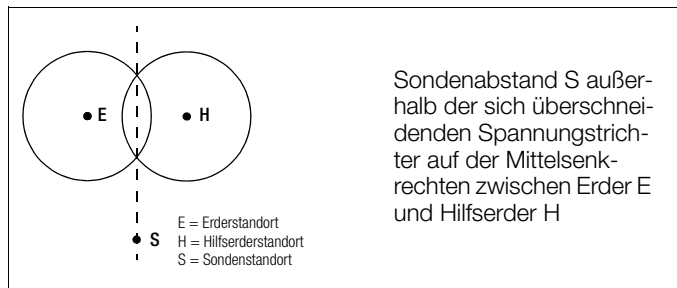 E
H
S
E = Erderstandort
H = Hilfserderstandort
S = Sondenstandort
Sondenabstand S außer-
halb der sich überschnei-
denden Spannungstrich-
ter auf der Mittelsenk-
rechten zwischen Erder E
und Hilfserder H